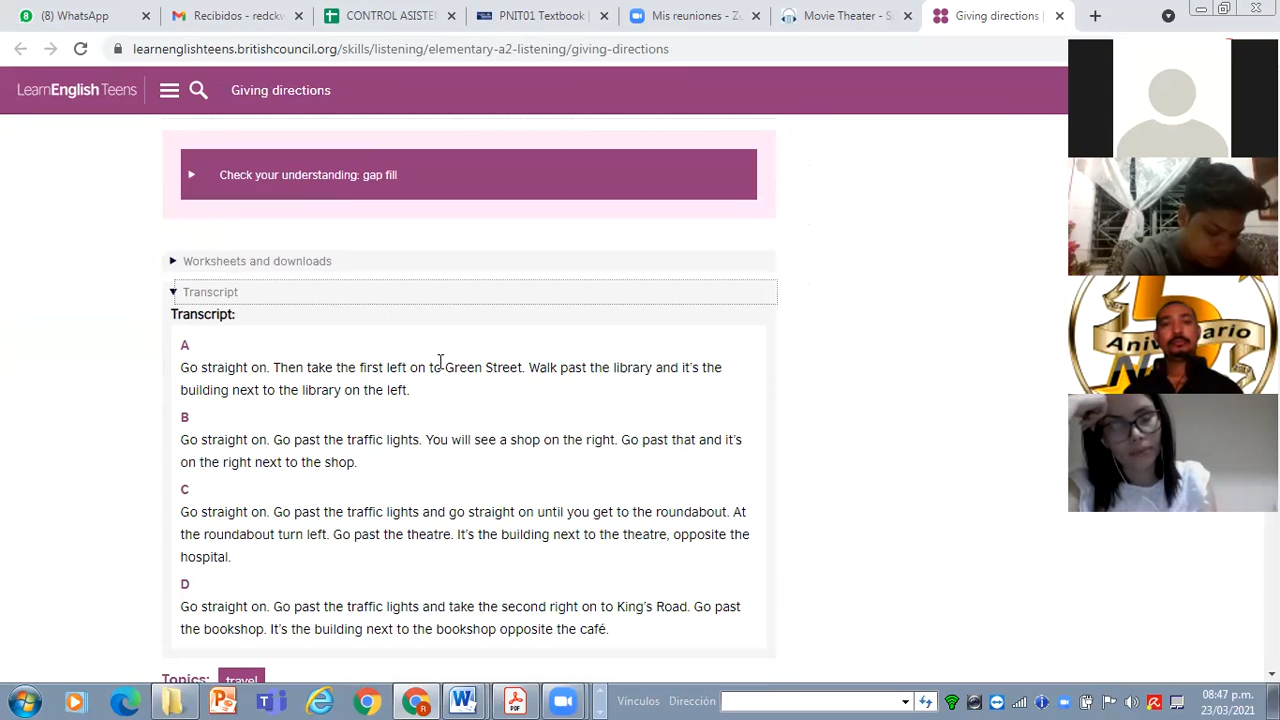 (8) WhatsApp
Recibidos - redckw
CONTROL ASISTE
PNIT01 Textbook
Mis reuniones - Z
Movie Theater - S
Giving directions
learnenglishteens.britishcouncil.org/skills/listening/elementary-a2-listening/giving-directions
LearnEnglish Teens
Giving directions
Check your understanding: gap fill
Worksheets and downloads
Transcript
Transcript:
A
Go straight on. Then take the first left on to Green Street. Walk past the library and it's the
building next to the library on the left.
B
Go straight on. Go past the traffic lights. You will see a shop on the right. Go past that and it's
on the right next to the shop.
C
Go straight on. Go past the traffic lights and go straight on until you get to the roundabout. At
the roundabout turn left. Go past the theatre. It's the building next to the theatre, opposite the
hospital.
D
Go straight on. Go past the traffic lights and take the second right on to King's Road. Go past
the bookshop. It's the building next to the bookshop opposite the café.
Topics: travel
5
Aniversario
Vínculos Dirección
08:47 p.m.
23/03/2021